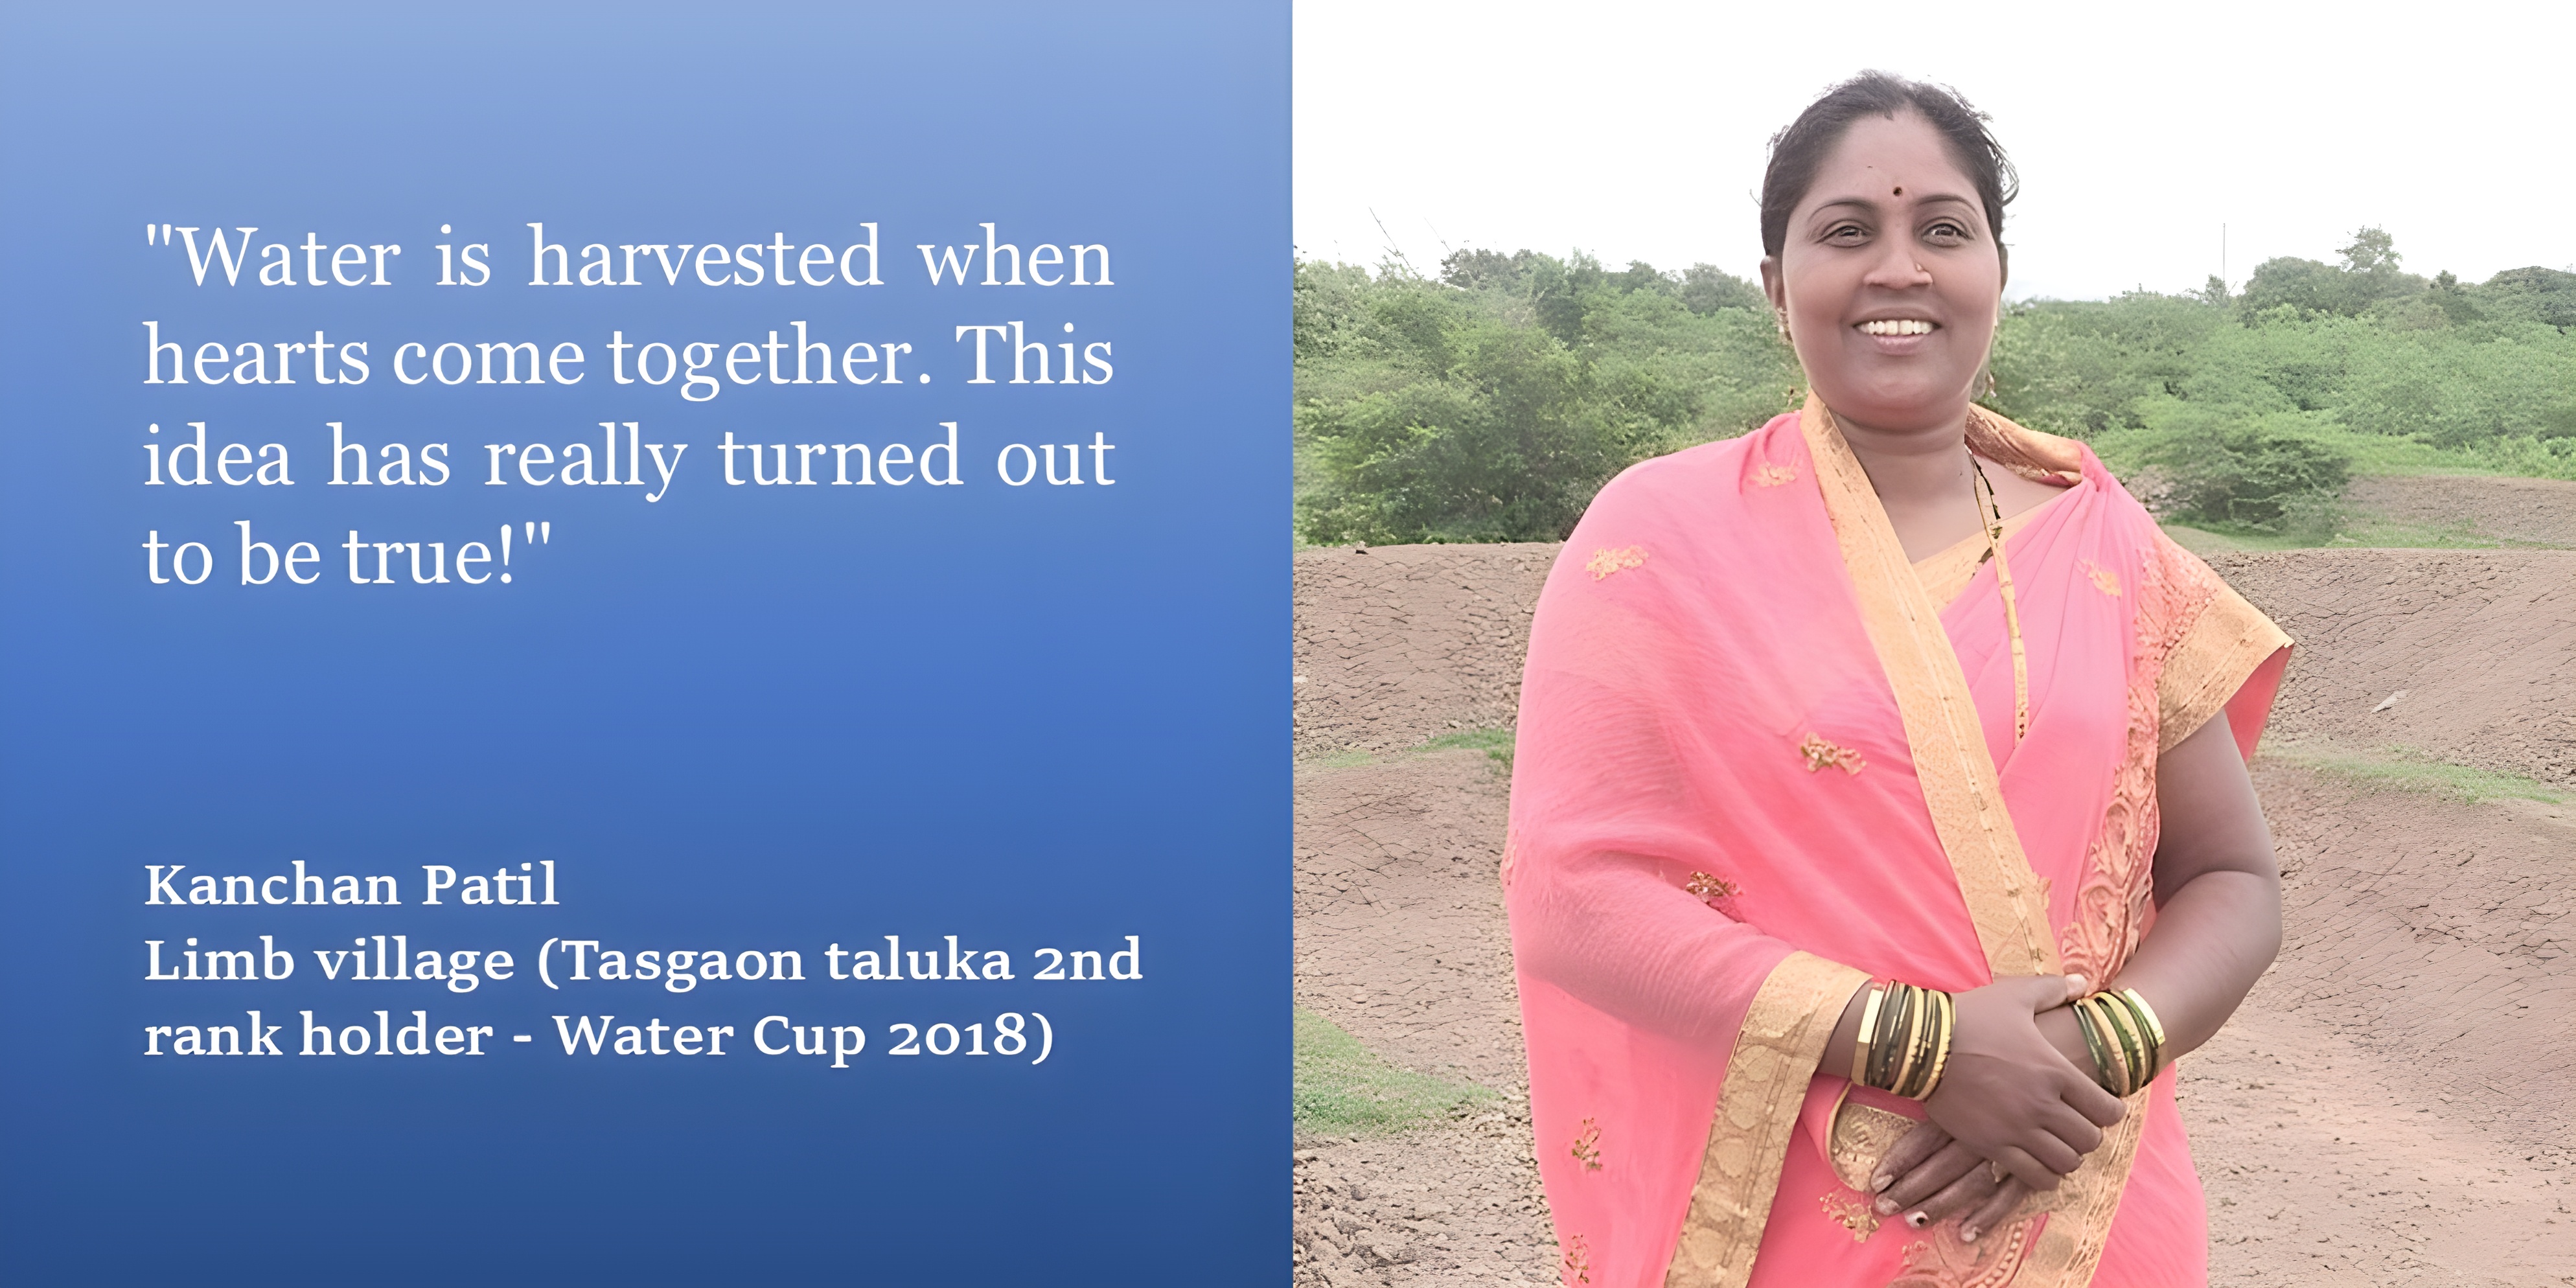 "Water is harvested when
hearts come together. This
idea has really turned out
to be true!"
Kanchan Patil
Limb village (Tasgaon taluka 2nd
rank holder - Water Cup 2018)